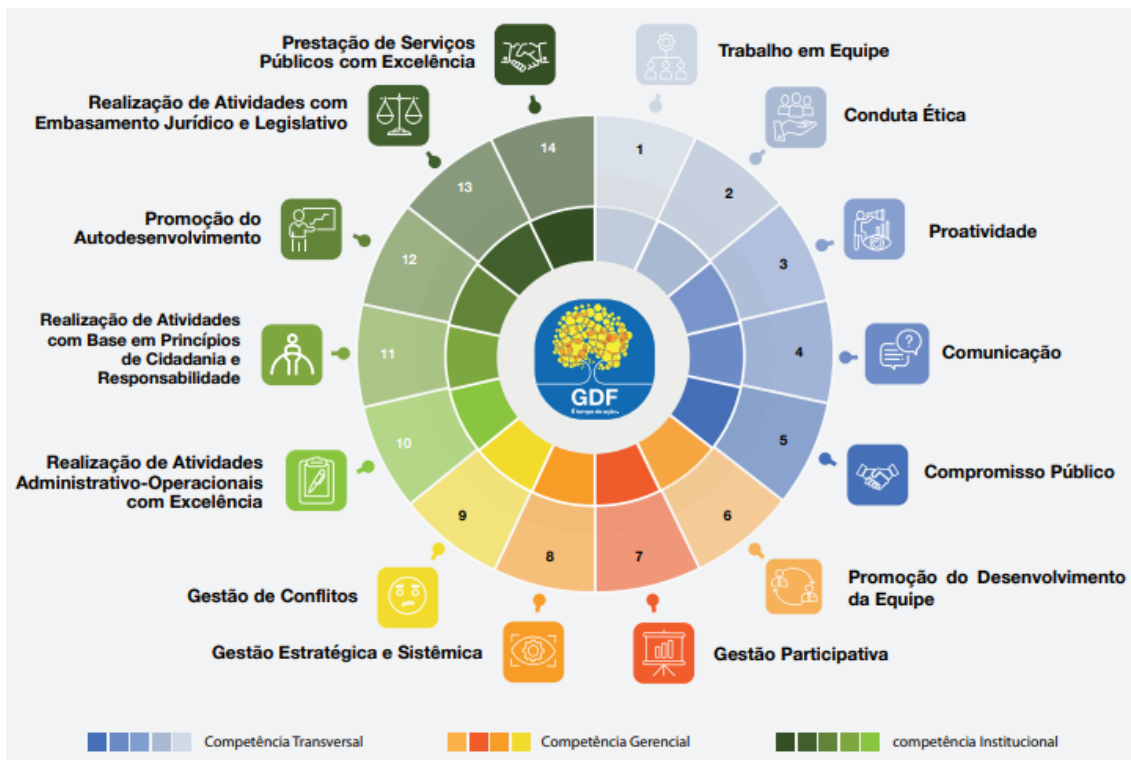 Prestação de Serviços
Públicos com Excelência
Trabalho em Equipe
Realização de Atividades com
Embasamento Jurídico e Legislativo
Conduta Ética
14
1
13
2
Promoção do
Autodesenvolvimento
Proatividade
12
3
Realização de Atividades
com Base em Princípios
de Cidadania e
Responsabilidade
11
4
Comunicação
?
GDF
É tempo de ação.
10
5
Realização de Atividades
Administrativo-Operacionais
com Excelência
Compromisso Público
9
6
8
7
Gestão de Conflitos
Promoção do Desenvolvimento
da Equipe
Gestão Estratégica e Sistêmica
Gestão Participativa
Competência Transversal
Competência Gerencial
competência Institucional